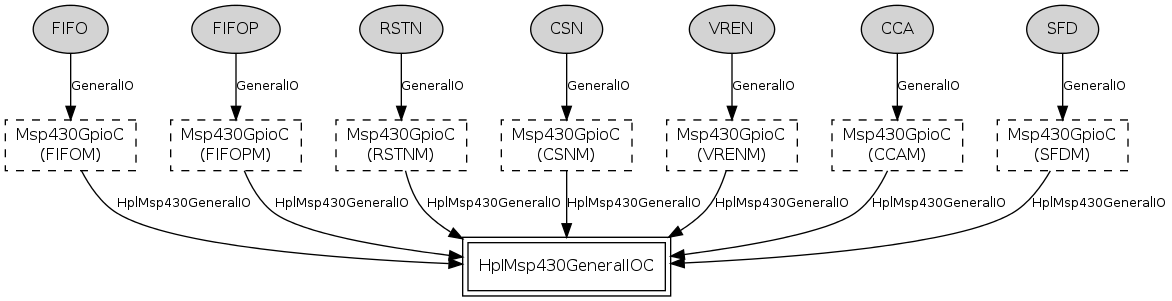 FIFO FIFOP RSTN CSN VREN CCA SFD
GeneralIO GeneralIO GeneralIO GeneralIO GeneralIO GeneralIO GeneralIO
Msp430GpioC Msp430GpioC Msp430GpioC Msp430GpioC Msp430GpioC Msp430GpioC Msp430GpioC
(FIFOM) (FIFOPM) (RSTNM) (CSNM) (VRENM) (CCAM) (SFDM)
HplMsp430GeneralIO HplMsp430GeneralIO HplMsp430GeneralIO HplMsp430GeneralIO HplMsp430GeneralIO HplMsp430GeneralIO HplMsp430GeneralIO
HplMsp430GeneralIOC